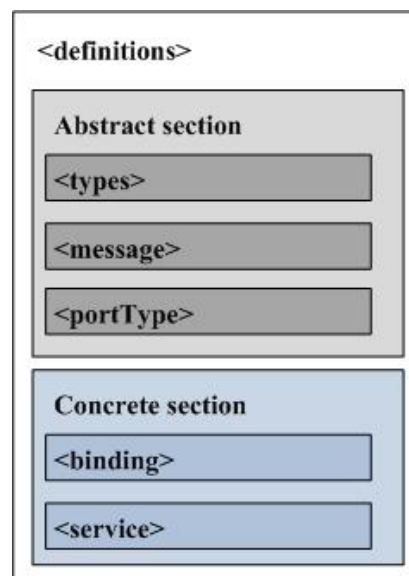 <definitions>
Abstract section
<types>
<message>
<portType>
Concrete section
<binding>
<service>